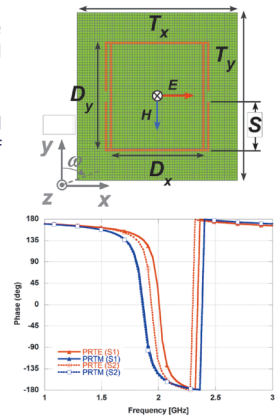 Tx
Ty
E
Dy
H
S
y
Dx
ω
z
x
180
135
90
45
0
-45
-90
-135
-180
Phase (deg)
PRTE (S1)
PRTM (S1)
PRTE (S2)
PRTM (S2)
1
1.5
2
2.5
3
Frequency [GHz]